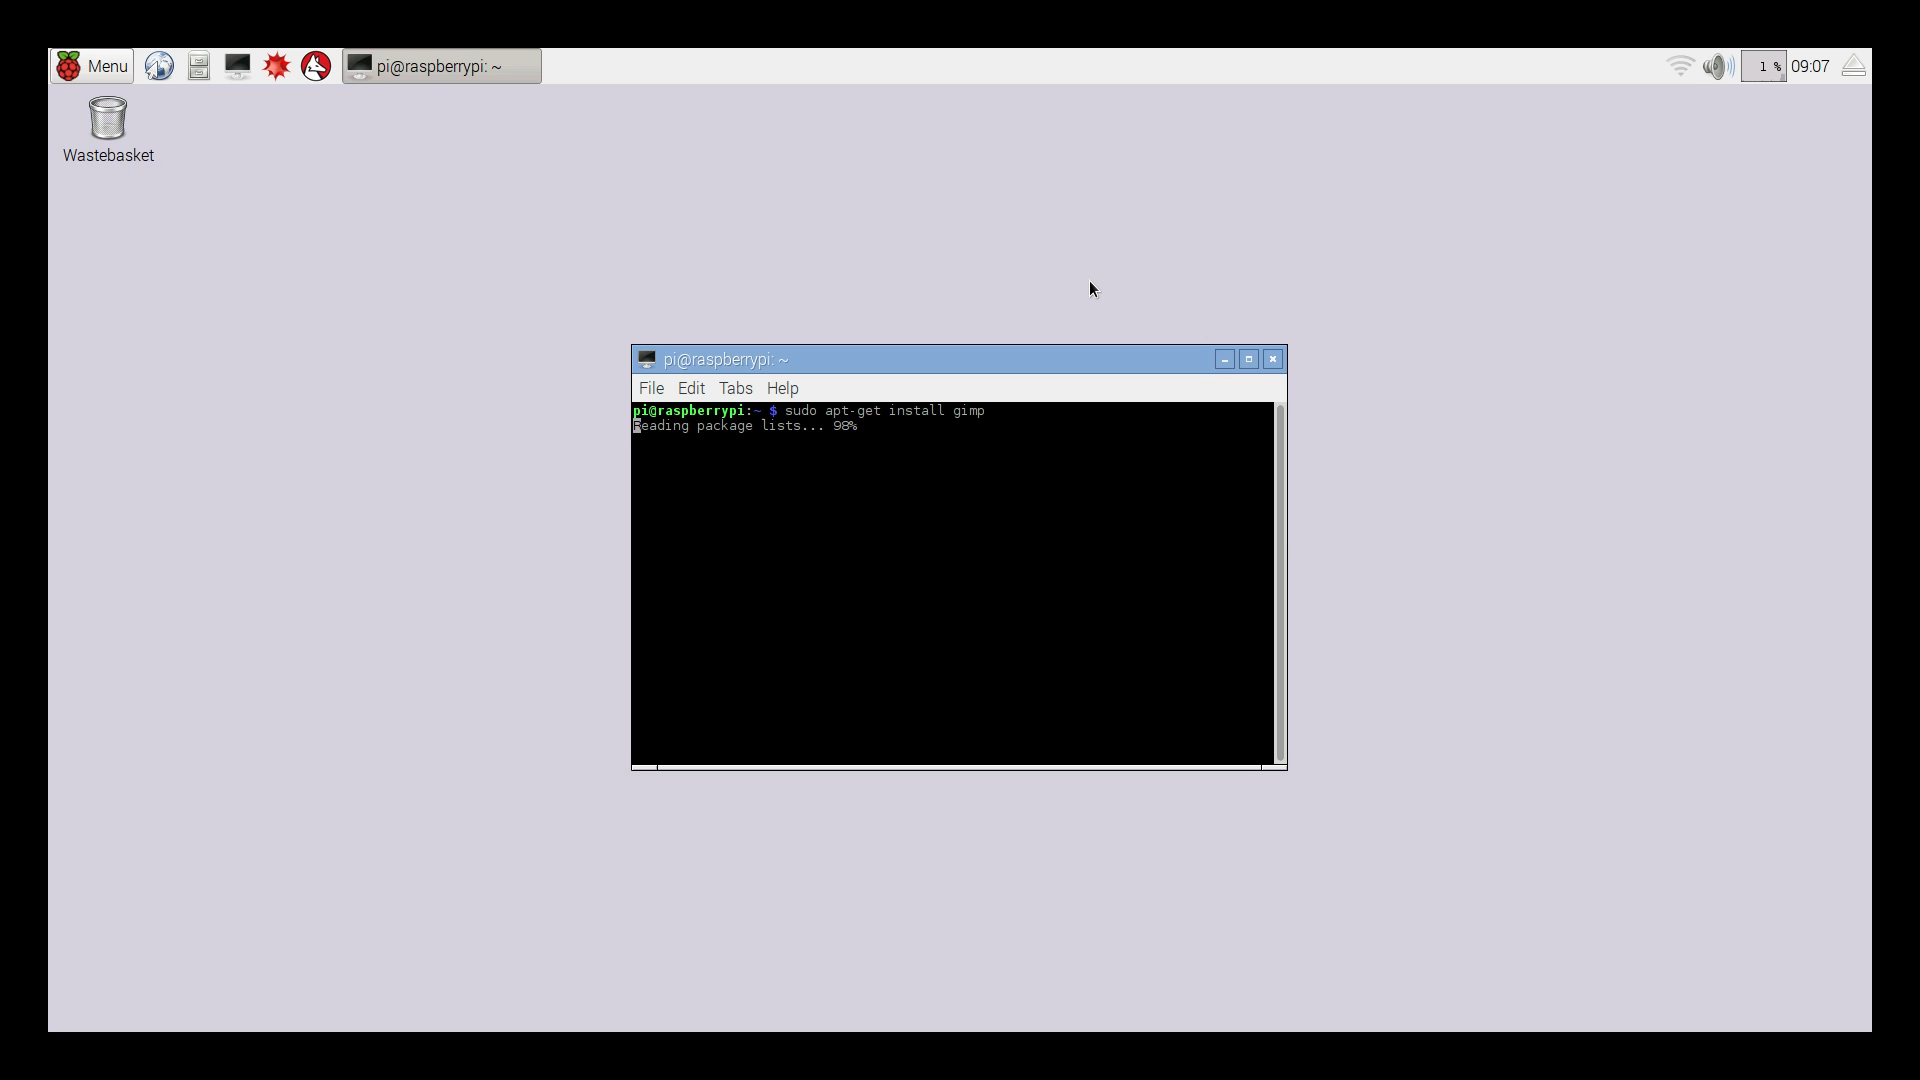 Menu
pi@raspberrypi: ~
1 %
09:07
Wastebasket
pi@raspberrypi: ~
File Edit Tabs Help
pi@raspberrypi:~ $ sudo apt-get install gimp
Reading package lists... 98%